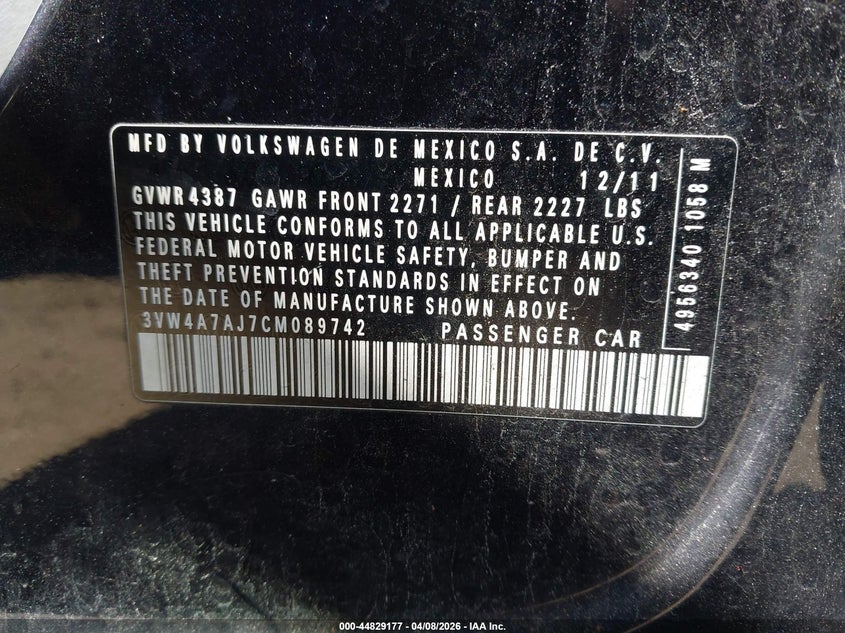 MFD BY VOLKSWAGEN DE MEXICO S.A. DE C.V.
MEXICO 12/11
GVWR 4387 GAWR FRONT 2271 / REAR 2227 LBS
THIS VEHICLE CONFORMS TO ALL APPLICABLE U.S.
FEDERAL MOTOR VEHICLE SAFETY, BUMPER AND
THEFT PREVENTION STANDARDS IN EFFECT ON
THE DATE OF MANUFACTURE SHOWN ABOVE.
3VW4A7AJ7CM089742 PASSENGER CAR
4956340 1058 M
000-44829177 - 04/08/2026 - IAA Inc.